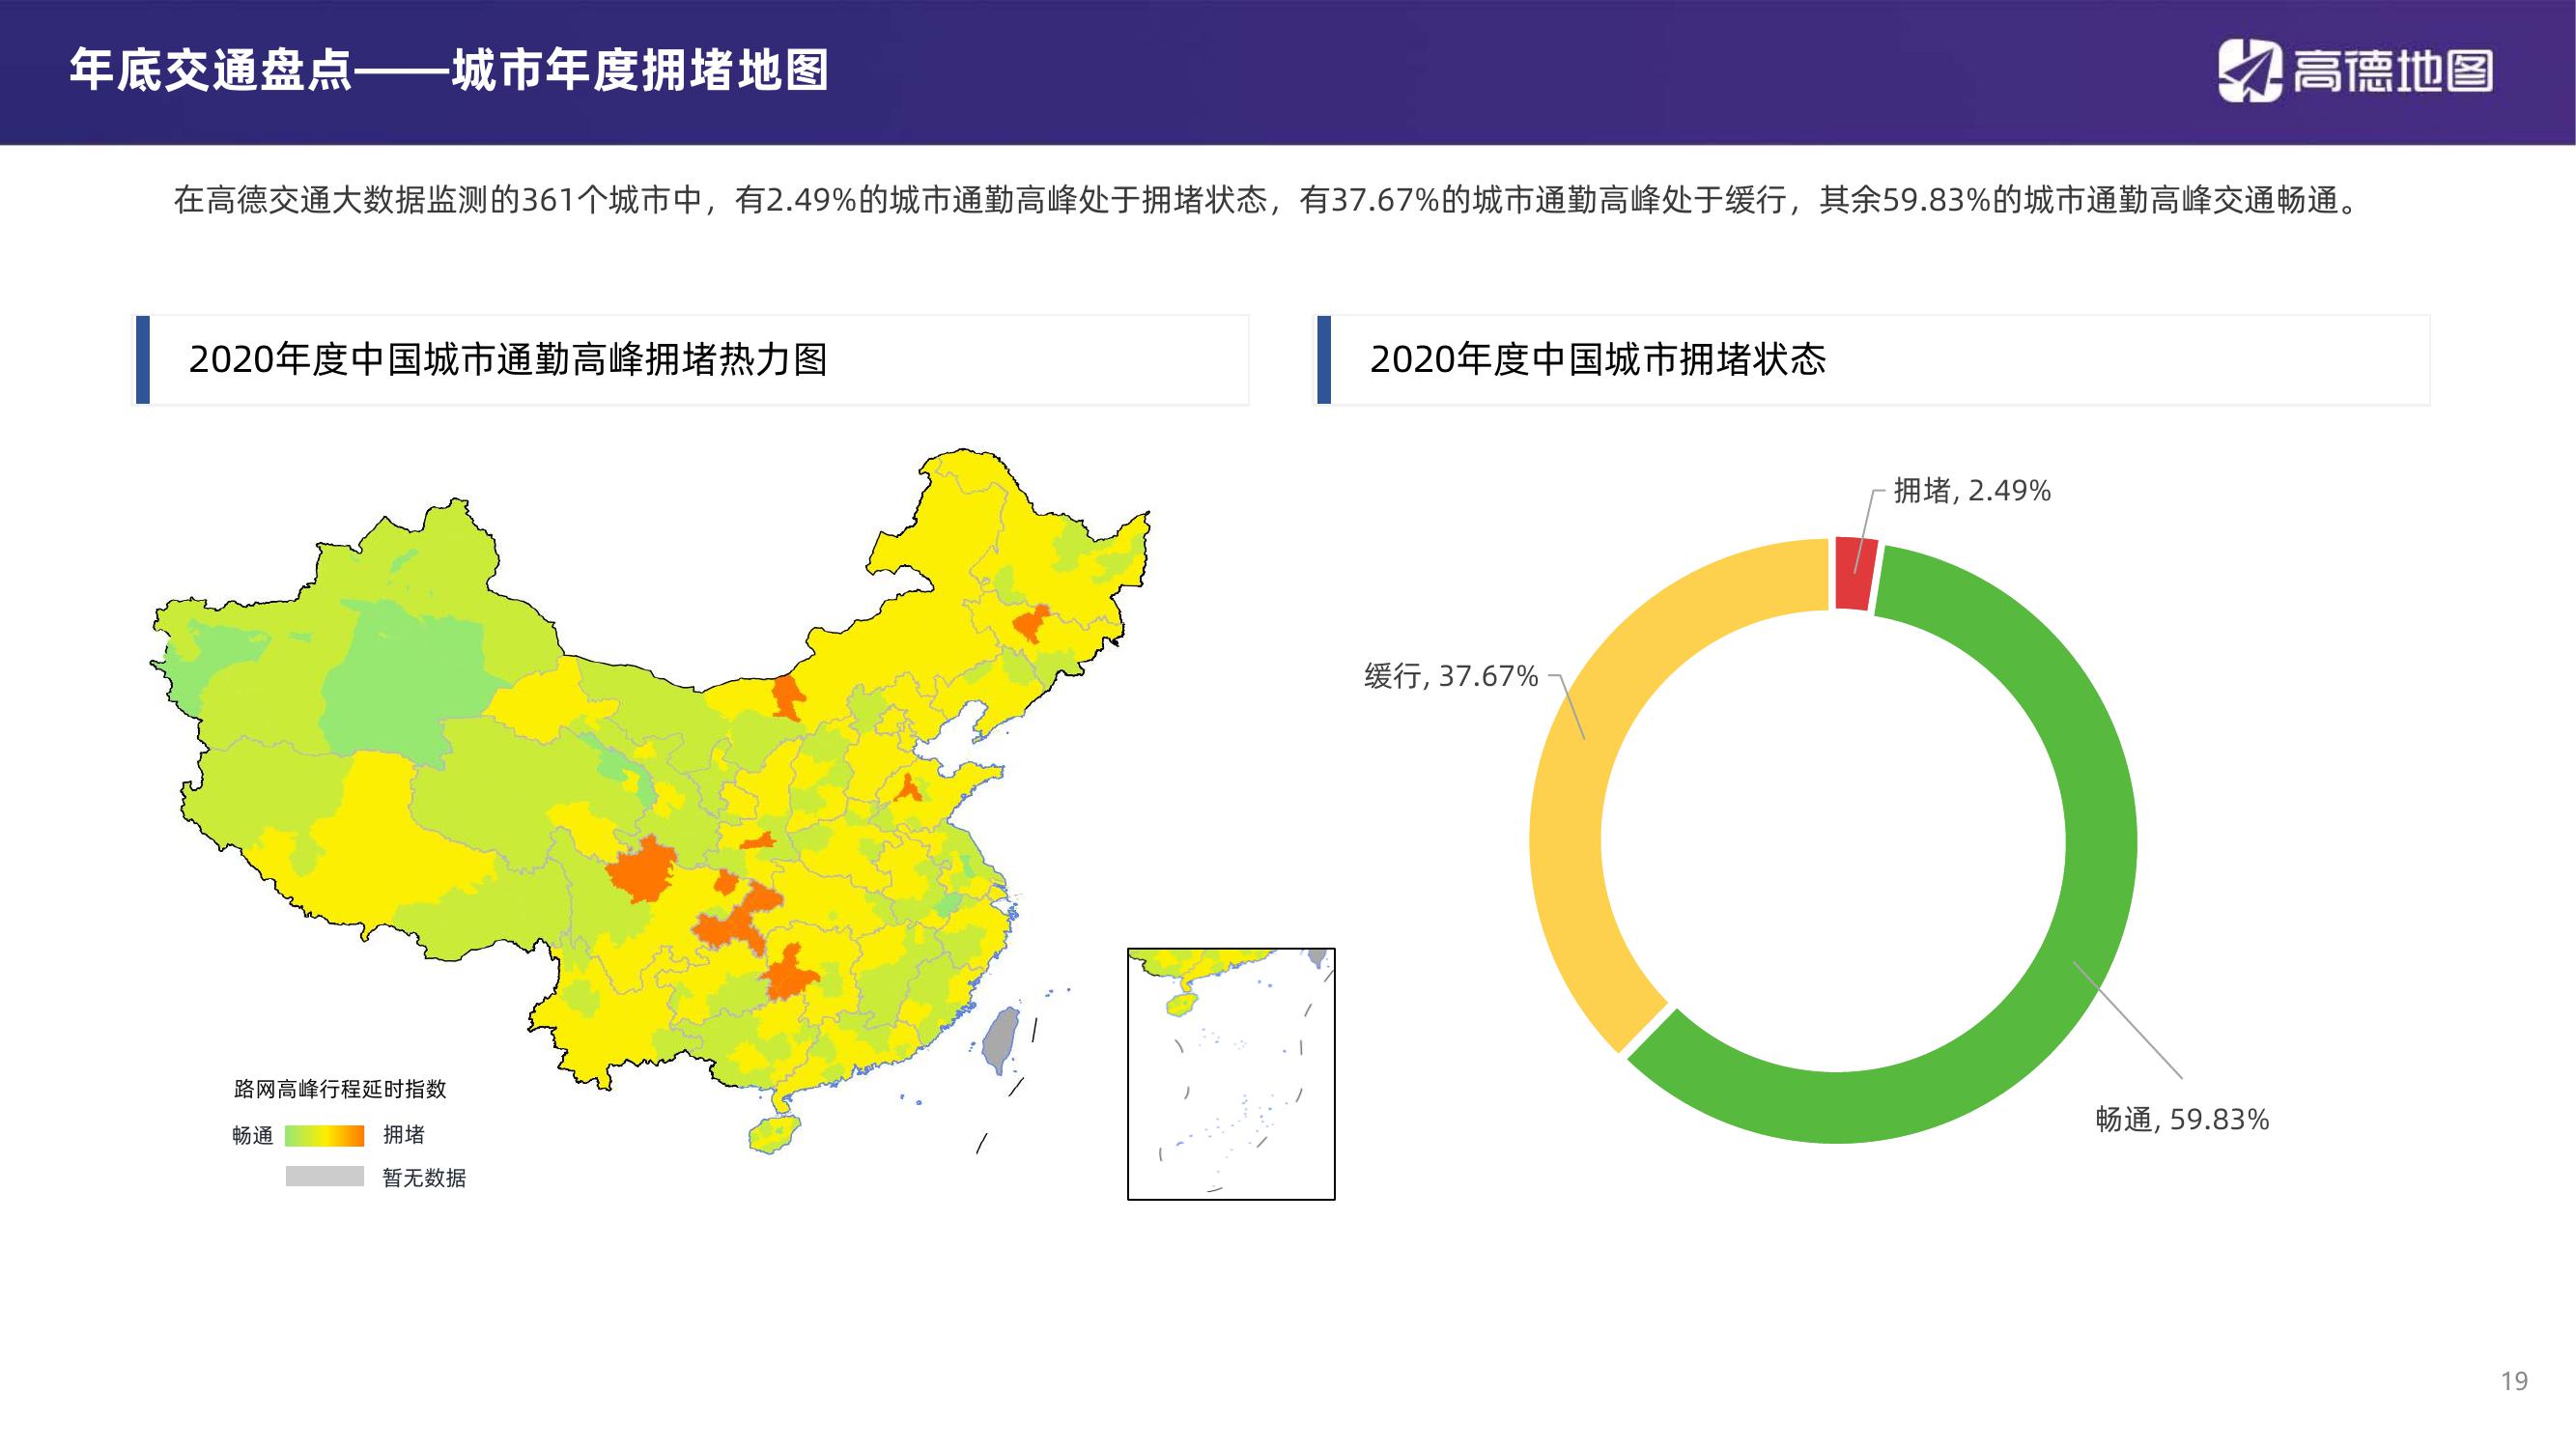 年底交通盘点——城市年度拥堵地图
高德地图
在高德交通大数据监测的361个城市中，有2.49%的城市通勤高峰处于拥堵状态，有37.67%的城市通勤高峰处于缓行，其余59.83%的城市通勤高峰交通畅通。
2020年度中国城市通勤高峰拥堵热力图
2020年度中国城市拥堵状态
路网高峰行程延时指数
畅通 拥堵
暂无数据
拥堵, 2.49%
缓行, 37.67%
畅通, 59.83%
19